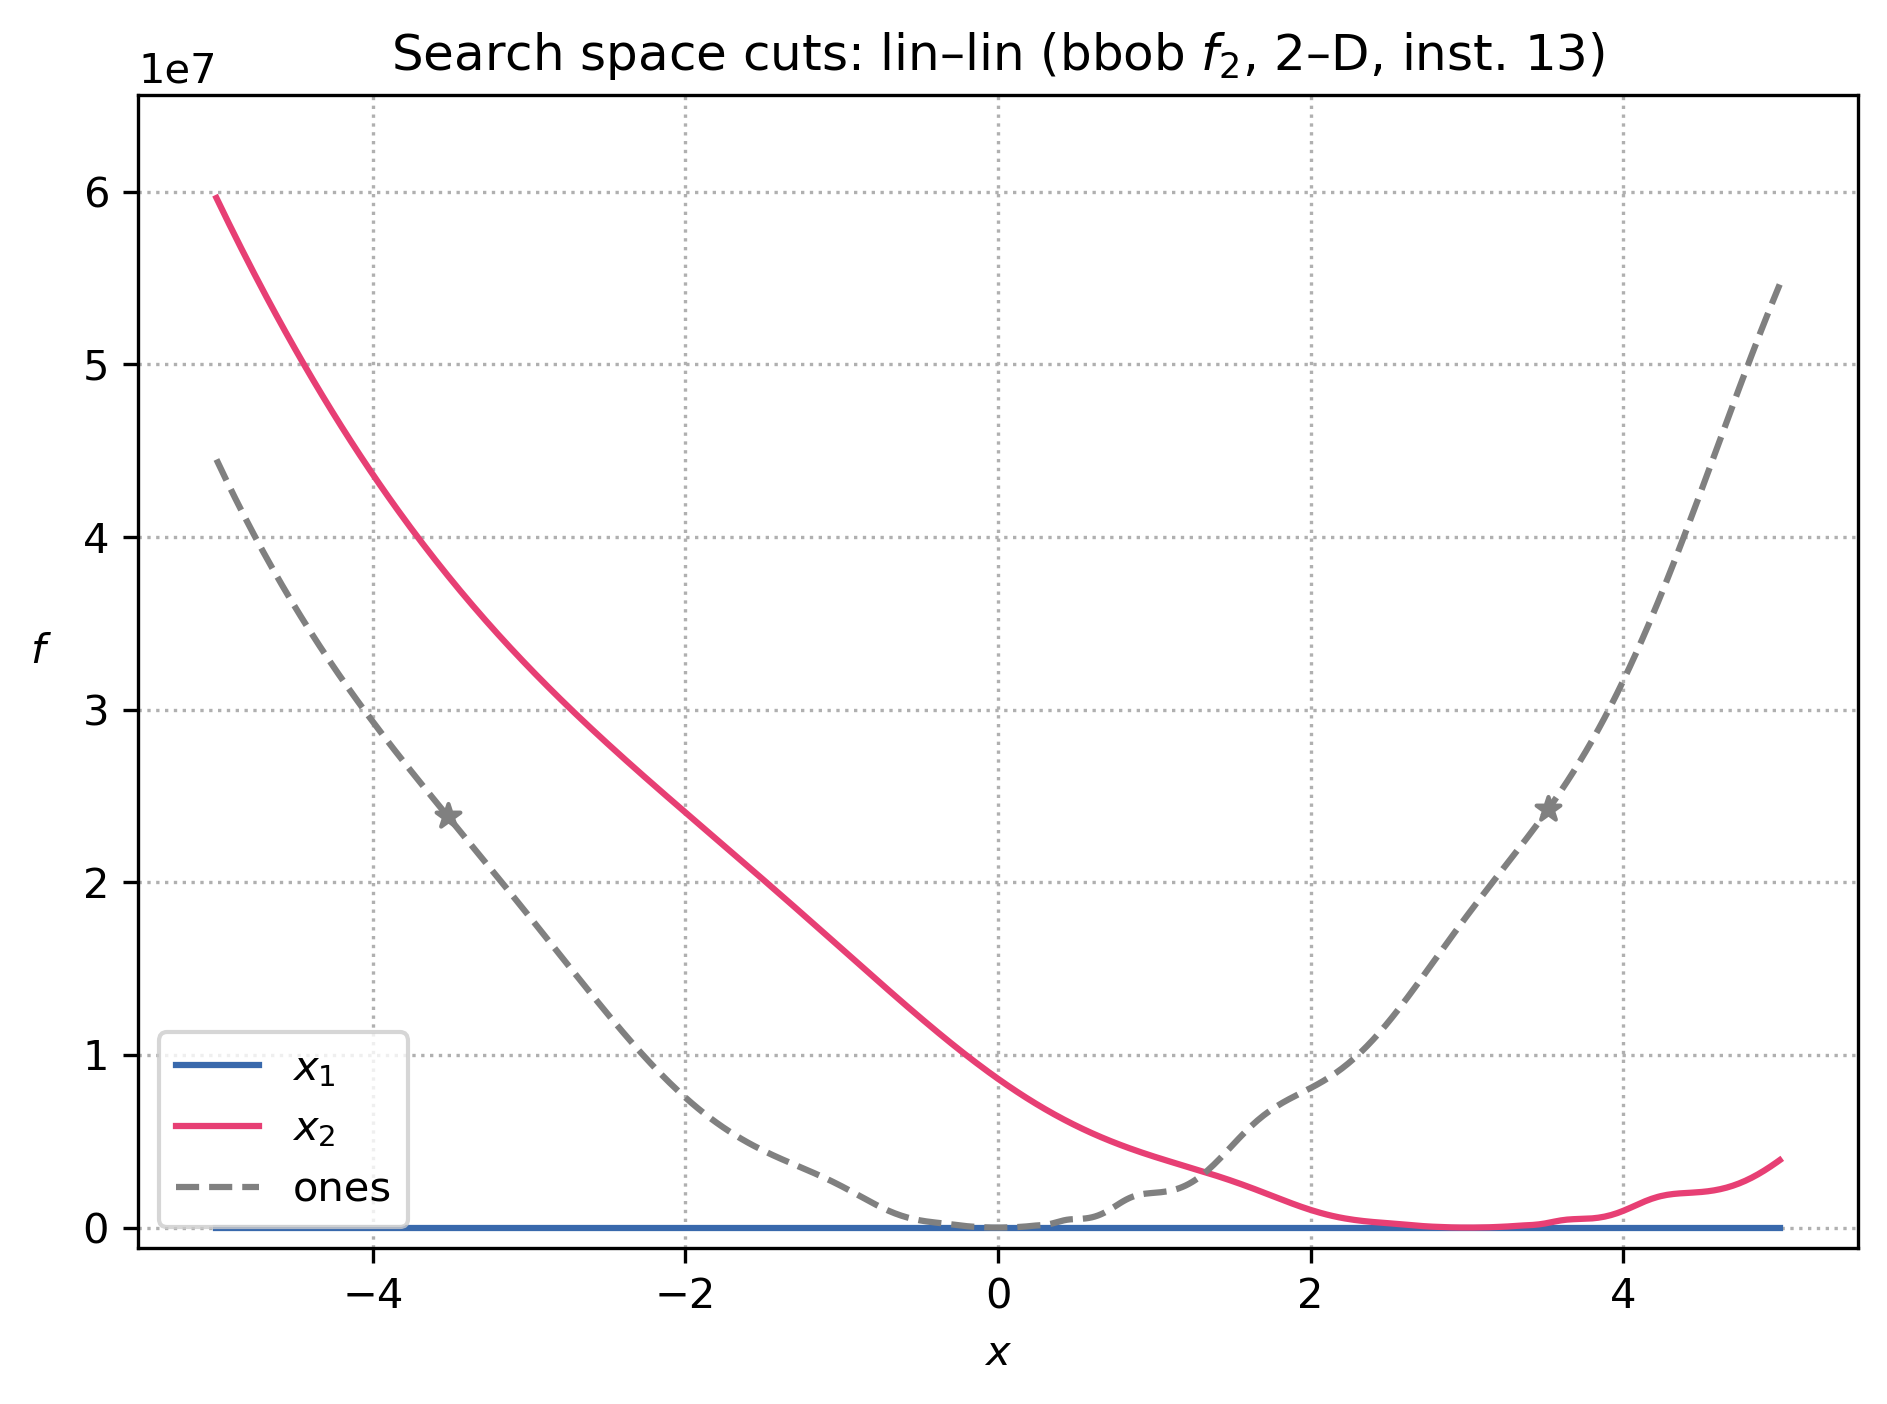 Search space cuts: lin–lin (bbob f₂, 2–D, inst. 13)
1e7
6
5
4
3
2
1
0
f
x₁
x₂
ones
−4 −2 0 2 4
x